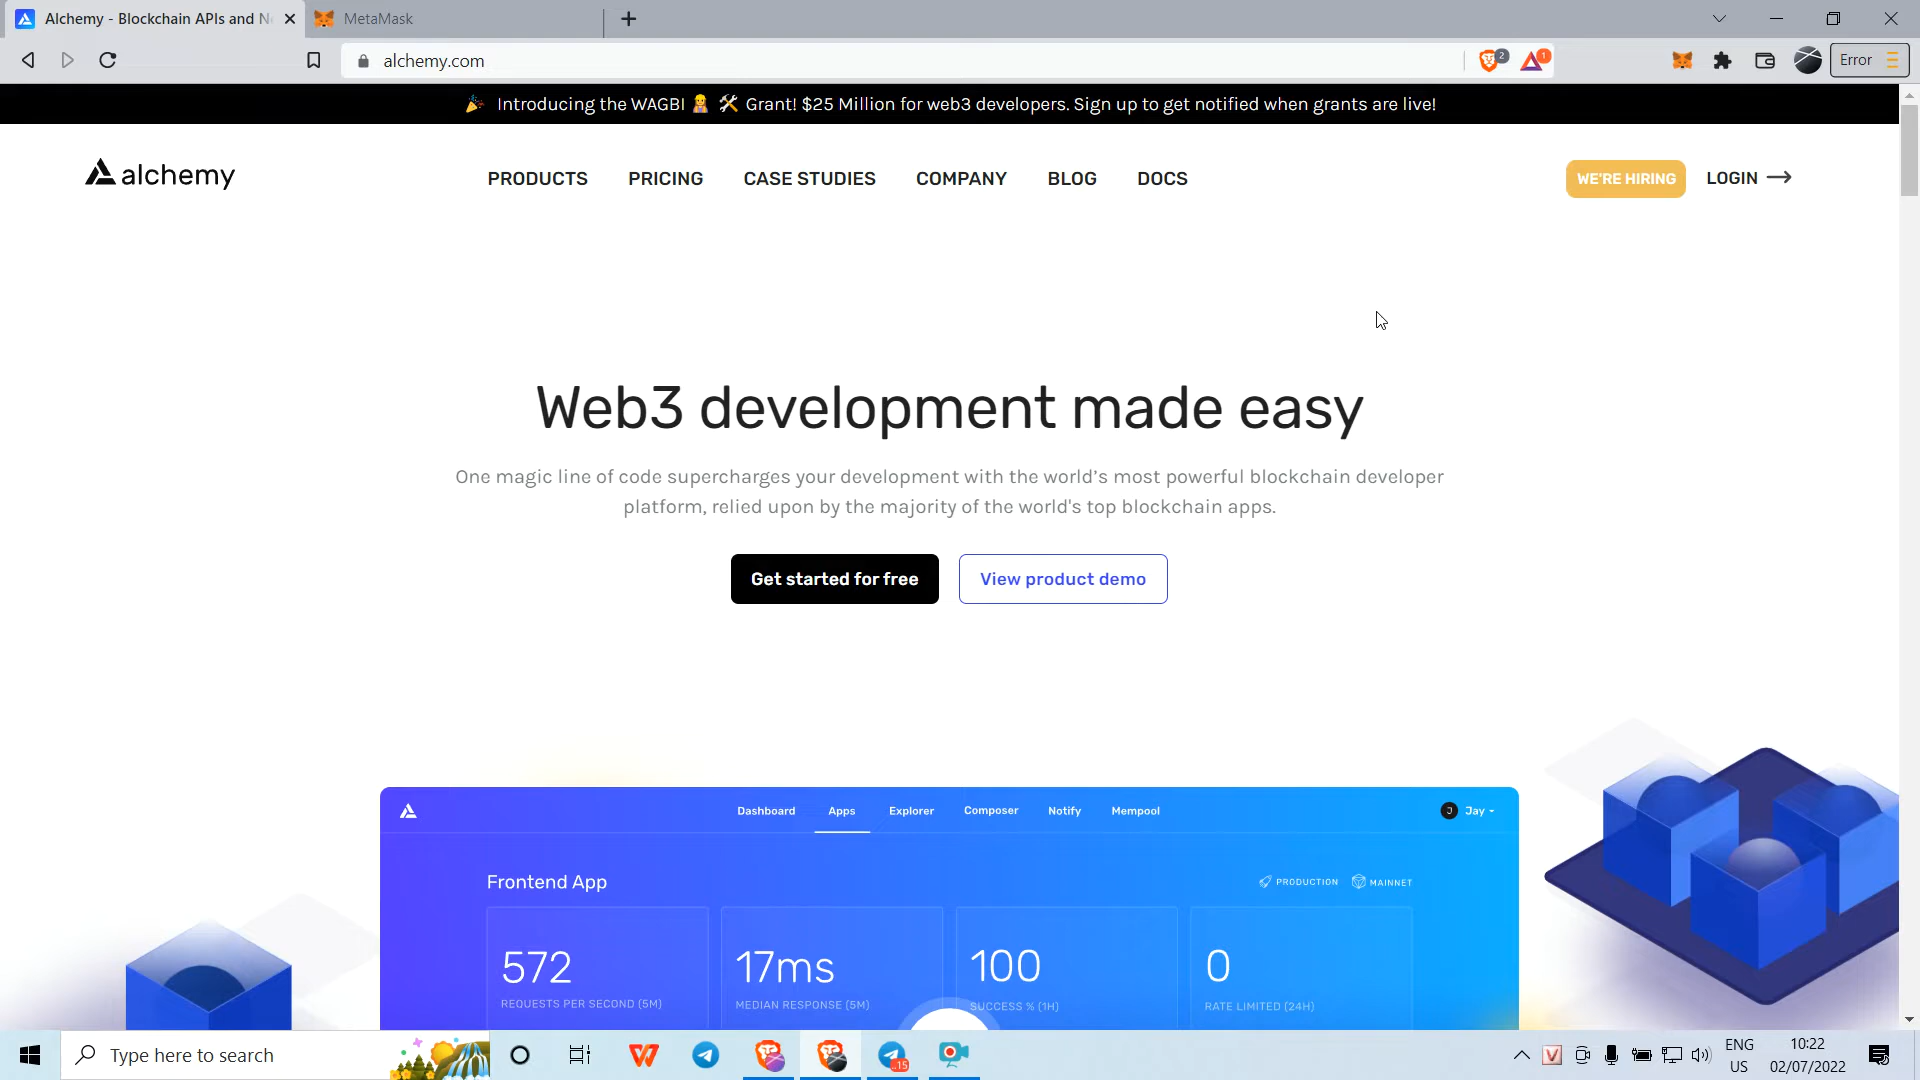 Alchemy - Blockchain APIs and N
MetaMask
alchemy.com
2
1
Error
Introducing the WAGBI Grant! $25 Million for web3 developers. Sign up to get notified when grants are live!
alchemy
PRODUCTS
PRICING
CASE STUDIES
COMPANY
BLOG
DOCS
WE'RE HIRING
LOGIN
Web3 development made easy
One magic line of code supercharges your development with the world’s most powerful blockchain developer
platform, relied upon by the majority of the world's top blockchain apps.
Get started for free
View product demo
Dashboard
Apps
Explorer
Composer
Notify
Mempool
J
Jay
Frontend App
PRODUCTION
MAINNET
572
17ms
100
0
REQUESTS PER SECOND (5M)
MEDIAN RESPONSE (5M)
SUCCESS % (1H)
RATE LIMITED (24H)
Type here to search
15
V
ENG
US
10:22
02/07/2022